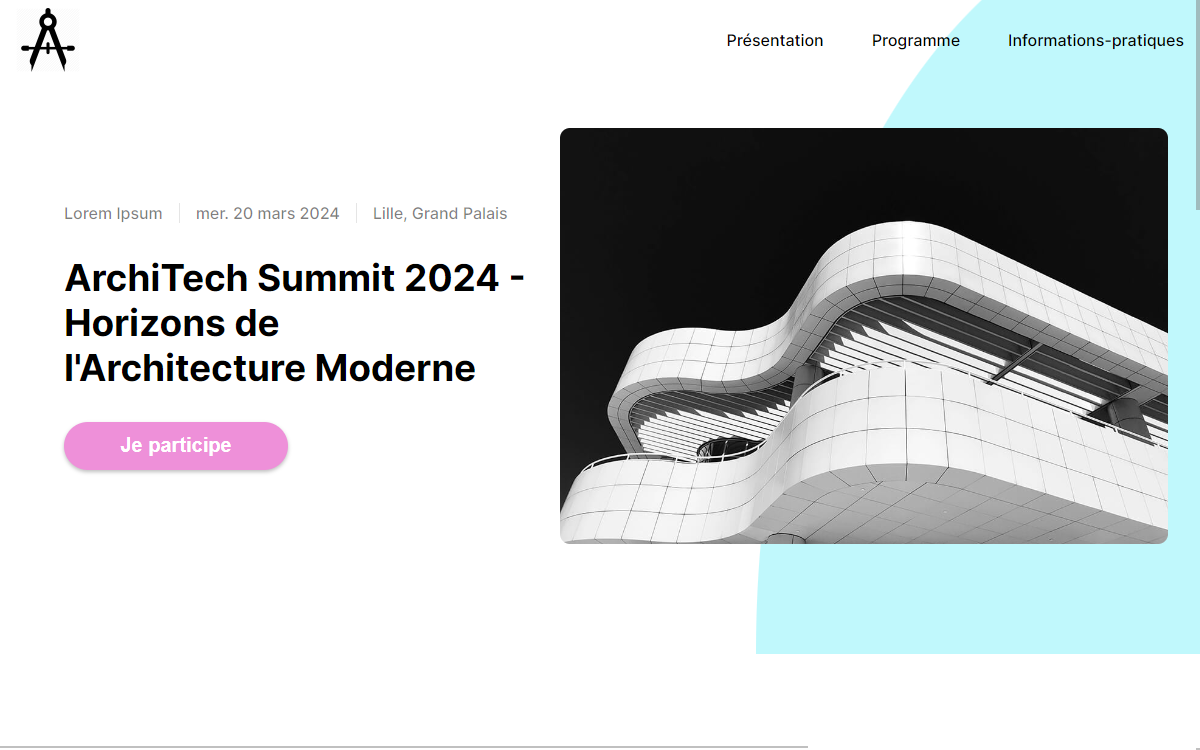 Présentation Programme Informations-pratiques
Lorem Ipsum mer. 20 mars 2024 Lille, Grand Palais
ArchiTech Summit 2024 -
Horizons de
l'Architecture Moderne
Je participe